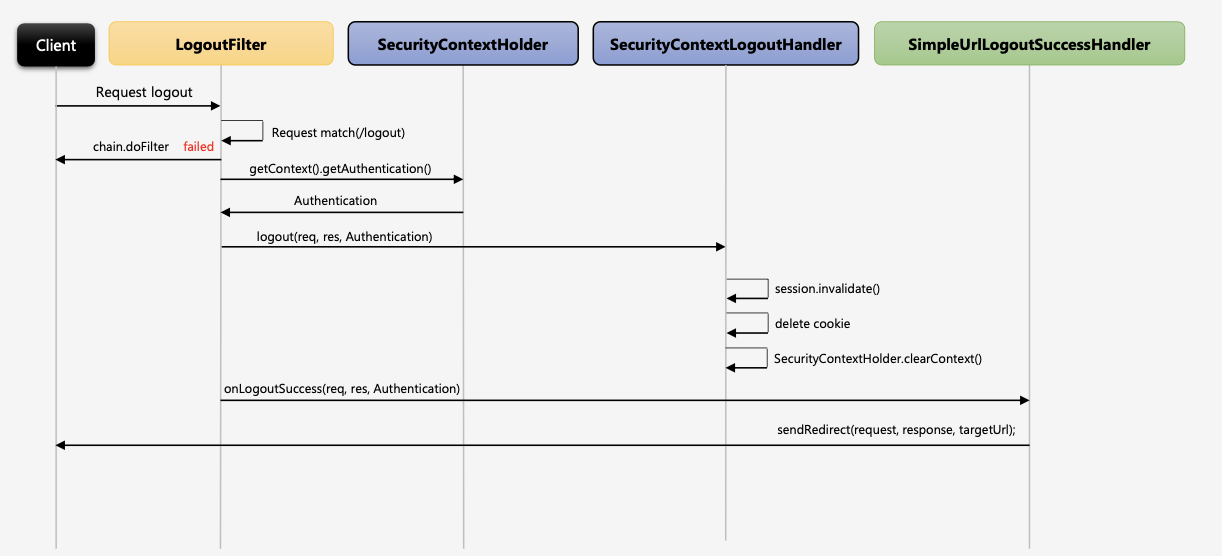 Client
LogoutFilter
SecurityContextHolder
SecurityContextLogoutHandler
SimpleUrlLogoutSuccessHandler
Request logout
Request match(/logout)
chain.doFilter failed
getContext().getAuthentication()
Authentication
logout(req, res, Authentication)
session.invalidate()
delete cookie
SecurityContextHolder.clearContext()
onLogoutSuccess(req, res, Authentication)
sendRedirect(request, response, targetUrl);